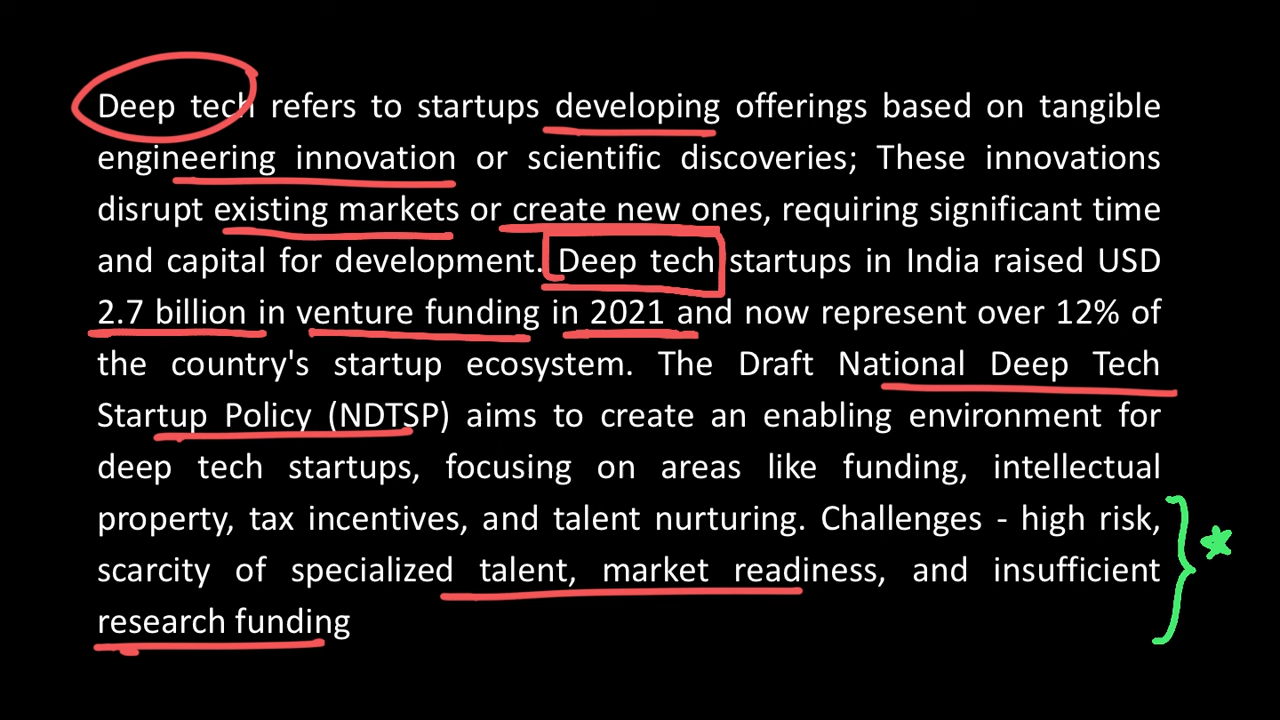 Deep tech refers to startups developing offerings based on tangible
engineering innovation or scientific discoveries; These innovations
disrupt existing markets or create new ones, requiring significant time
and capital for development. Deep tech startups in India raised USD
2.7 billion in venture funding in 2021 and now represent over 12% of
the country's startup ecosystem. The Draft National Deep Tech
Startup Policy (NDTSP) aims to create an enabling environment for
deep tech startups, focusing on areas like funding, intellectual
property, tax incentives, and talent nurturing. Challenges - high risk,
scarcity of specialized talent, market readiness, and insufficient
research funding